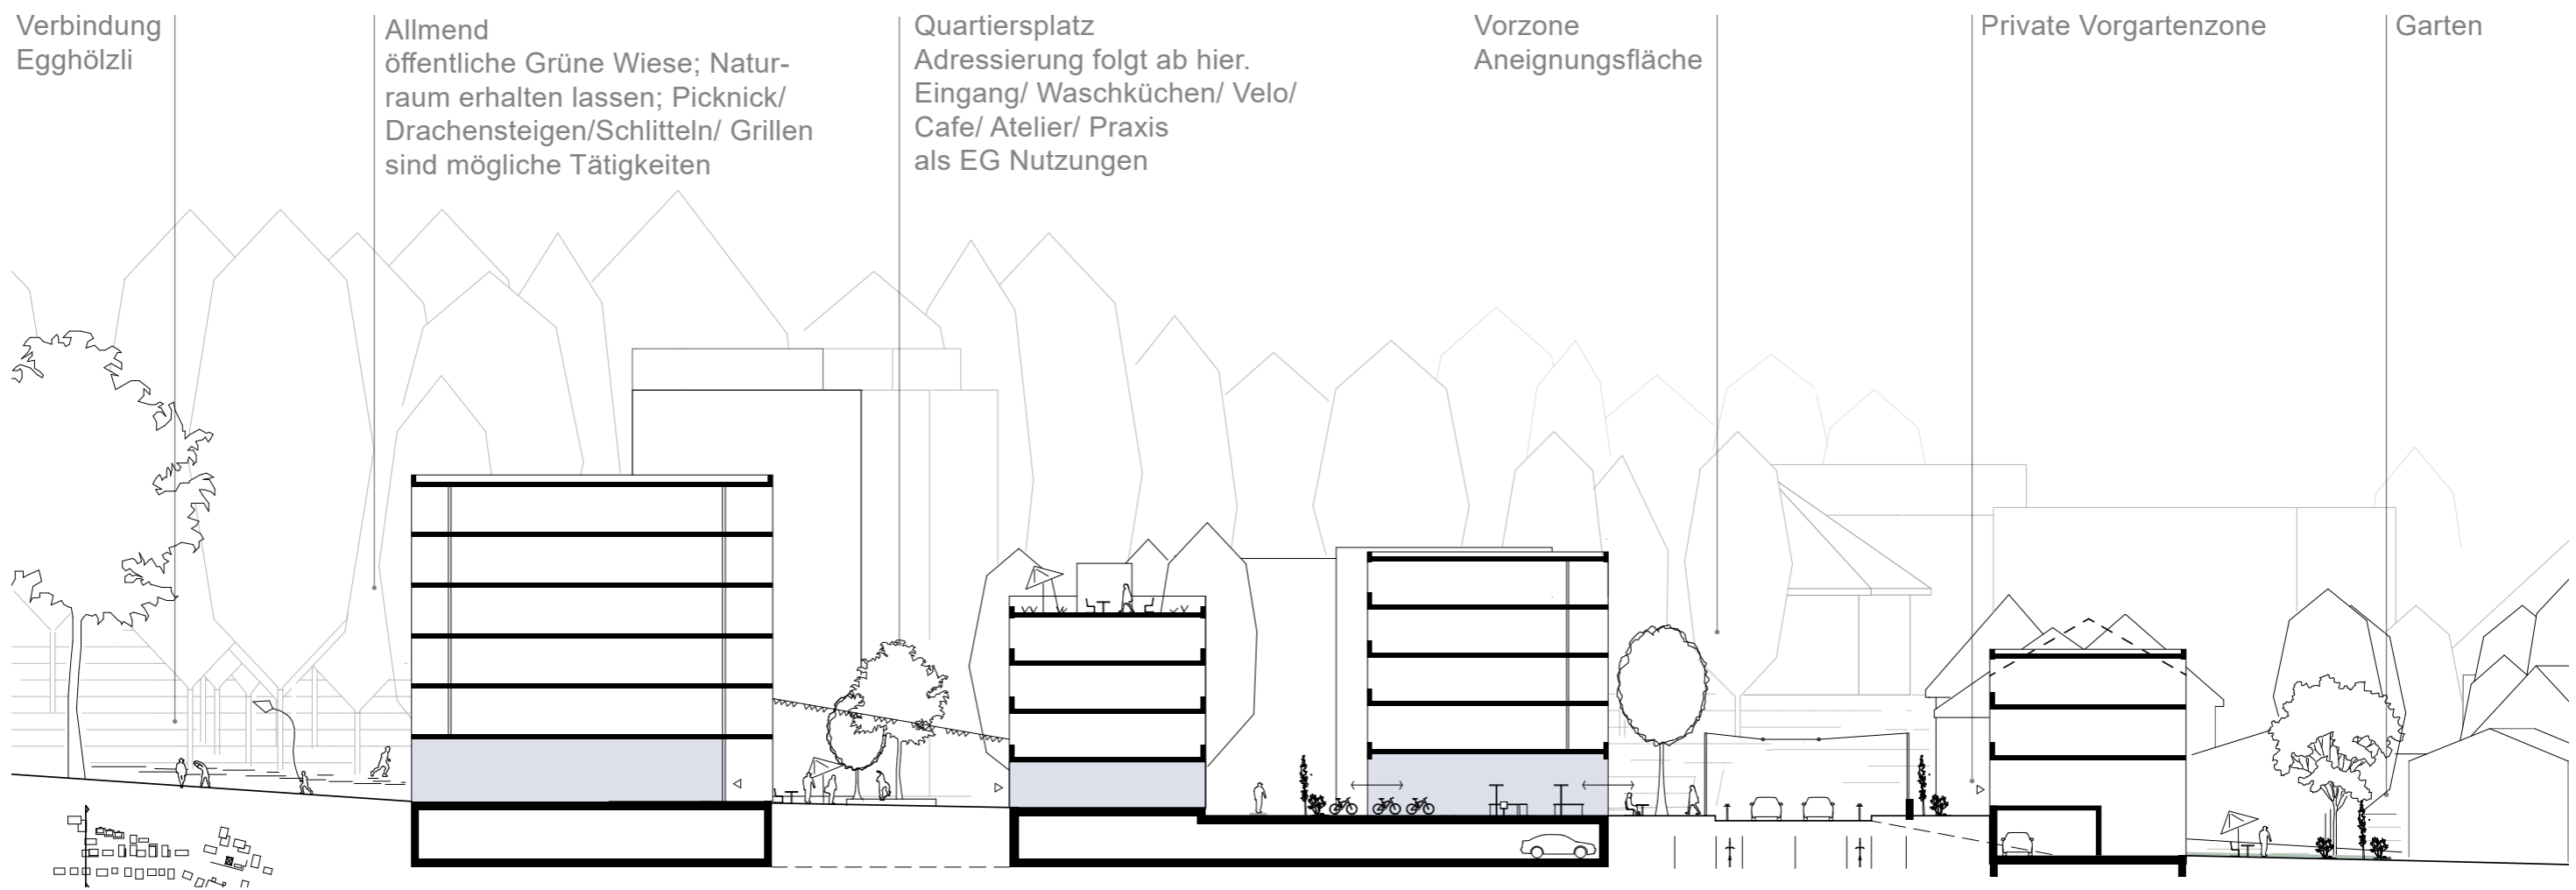 Verbindung
Egghölzli
Allmend
öffentliche Grüne Wiese; Natur-
raum erhalten lassen; Picknick/
Drachensteigen/Schlitteln/ Grillen
sind mögliche Tätigkeiten
Quartiersplatz
Adressierung folgt ab hier.
Eingang/ Waschküchen/ Velo/
Cafe/ Atelier/ Praxis
als EG Nutzungen
Vorzone
Aneignungsfläche
Private Vorgartenzone
Garten